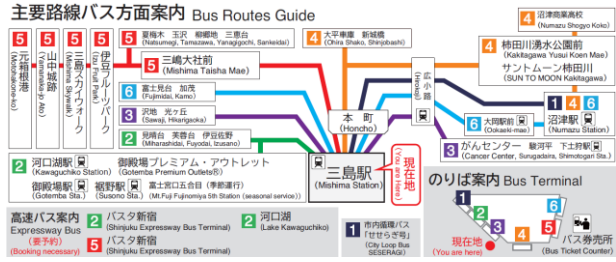 主要路線バス方面案内 Bus Routes Guide
5 元箱根港 (Motohakone-ko)
5 山中城跡 (Yamanaka-jo Ato)
5 三島スカイウォーク (Mishima Skywalk)
5 伊豆フルーツパーク (Izu Fruit Park)
5 夏梅木 玉沢 柳郷地 三恵台
(Natsumegi, Tamazawa, Yanagigochi, Sankeidai)
5 三嶋大社前
(Mishima Taisha Mae)
6 富士見台 加茂
(Fujimidai, Kamo)
3 沢地 光ヶ丘
(Sawaji, Hikarigaoka)
2 見晴台 芙蓉台 伊豆佐野
(Miharashidai, Fuyodai, Izusano)
4 大平車庫 新城橋
(Ohira Shako, Shinjobashi)
4 沼津商業高校
(Numazu Shogyo Koko)
4 柿田川湧水公園前
(Kakitagawa Yusui Koen Mae)
サントムーン柿田川
(SUN TO MOON Kakitagawa)
本町
(Honcho)
広小路
(Hirokoji)
1 4 6
沼津駅
(Numazu Station)
6 大岡駅前
(Ookaeki-mae)
3 がんセンター 駿河平 下土狩駅
(Cancer Center, Surugadaira, Shimotogari Sta.)
三島駅
(Mishima Station)
現在地
(You are Here)
2 河口湖駅
(Kawaguchiko Station)
御殿場プレミアム・アウトレット
(Gotemba Premium Outlets®)
御殿場駅
(Gotemba Sta.)
裾野駅
(Susono Sta.)
富士宮口五合目(季節運行)
(Mt.Fuji Fujinomiya 5th Station (seasonal service))
高速バス案内
Expressway Bus
(要予約)
(Booking necessary)
2 バスタ新宿
(Shinjuku Expressway Bus Terminal)
5 バスタ新宿
(Shinjuku Expressway Bus Terminal)
2 河口湖
(Lake Kawaguchiko)
1 市内循環バス
「せせらぎ号」
(City Loop Bus
SESERAGI)
のりば案内 Bus Terminal
1
2
3
4
5
6
現在地
(You are here)
バス券売所
(Bus Ticket Counter)